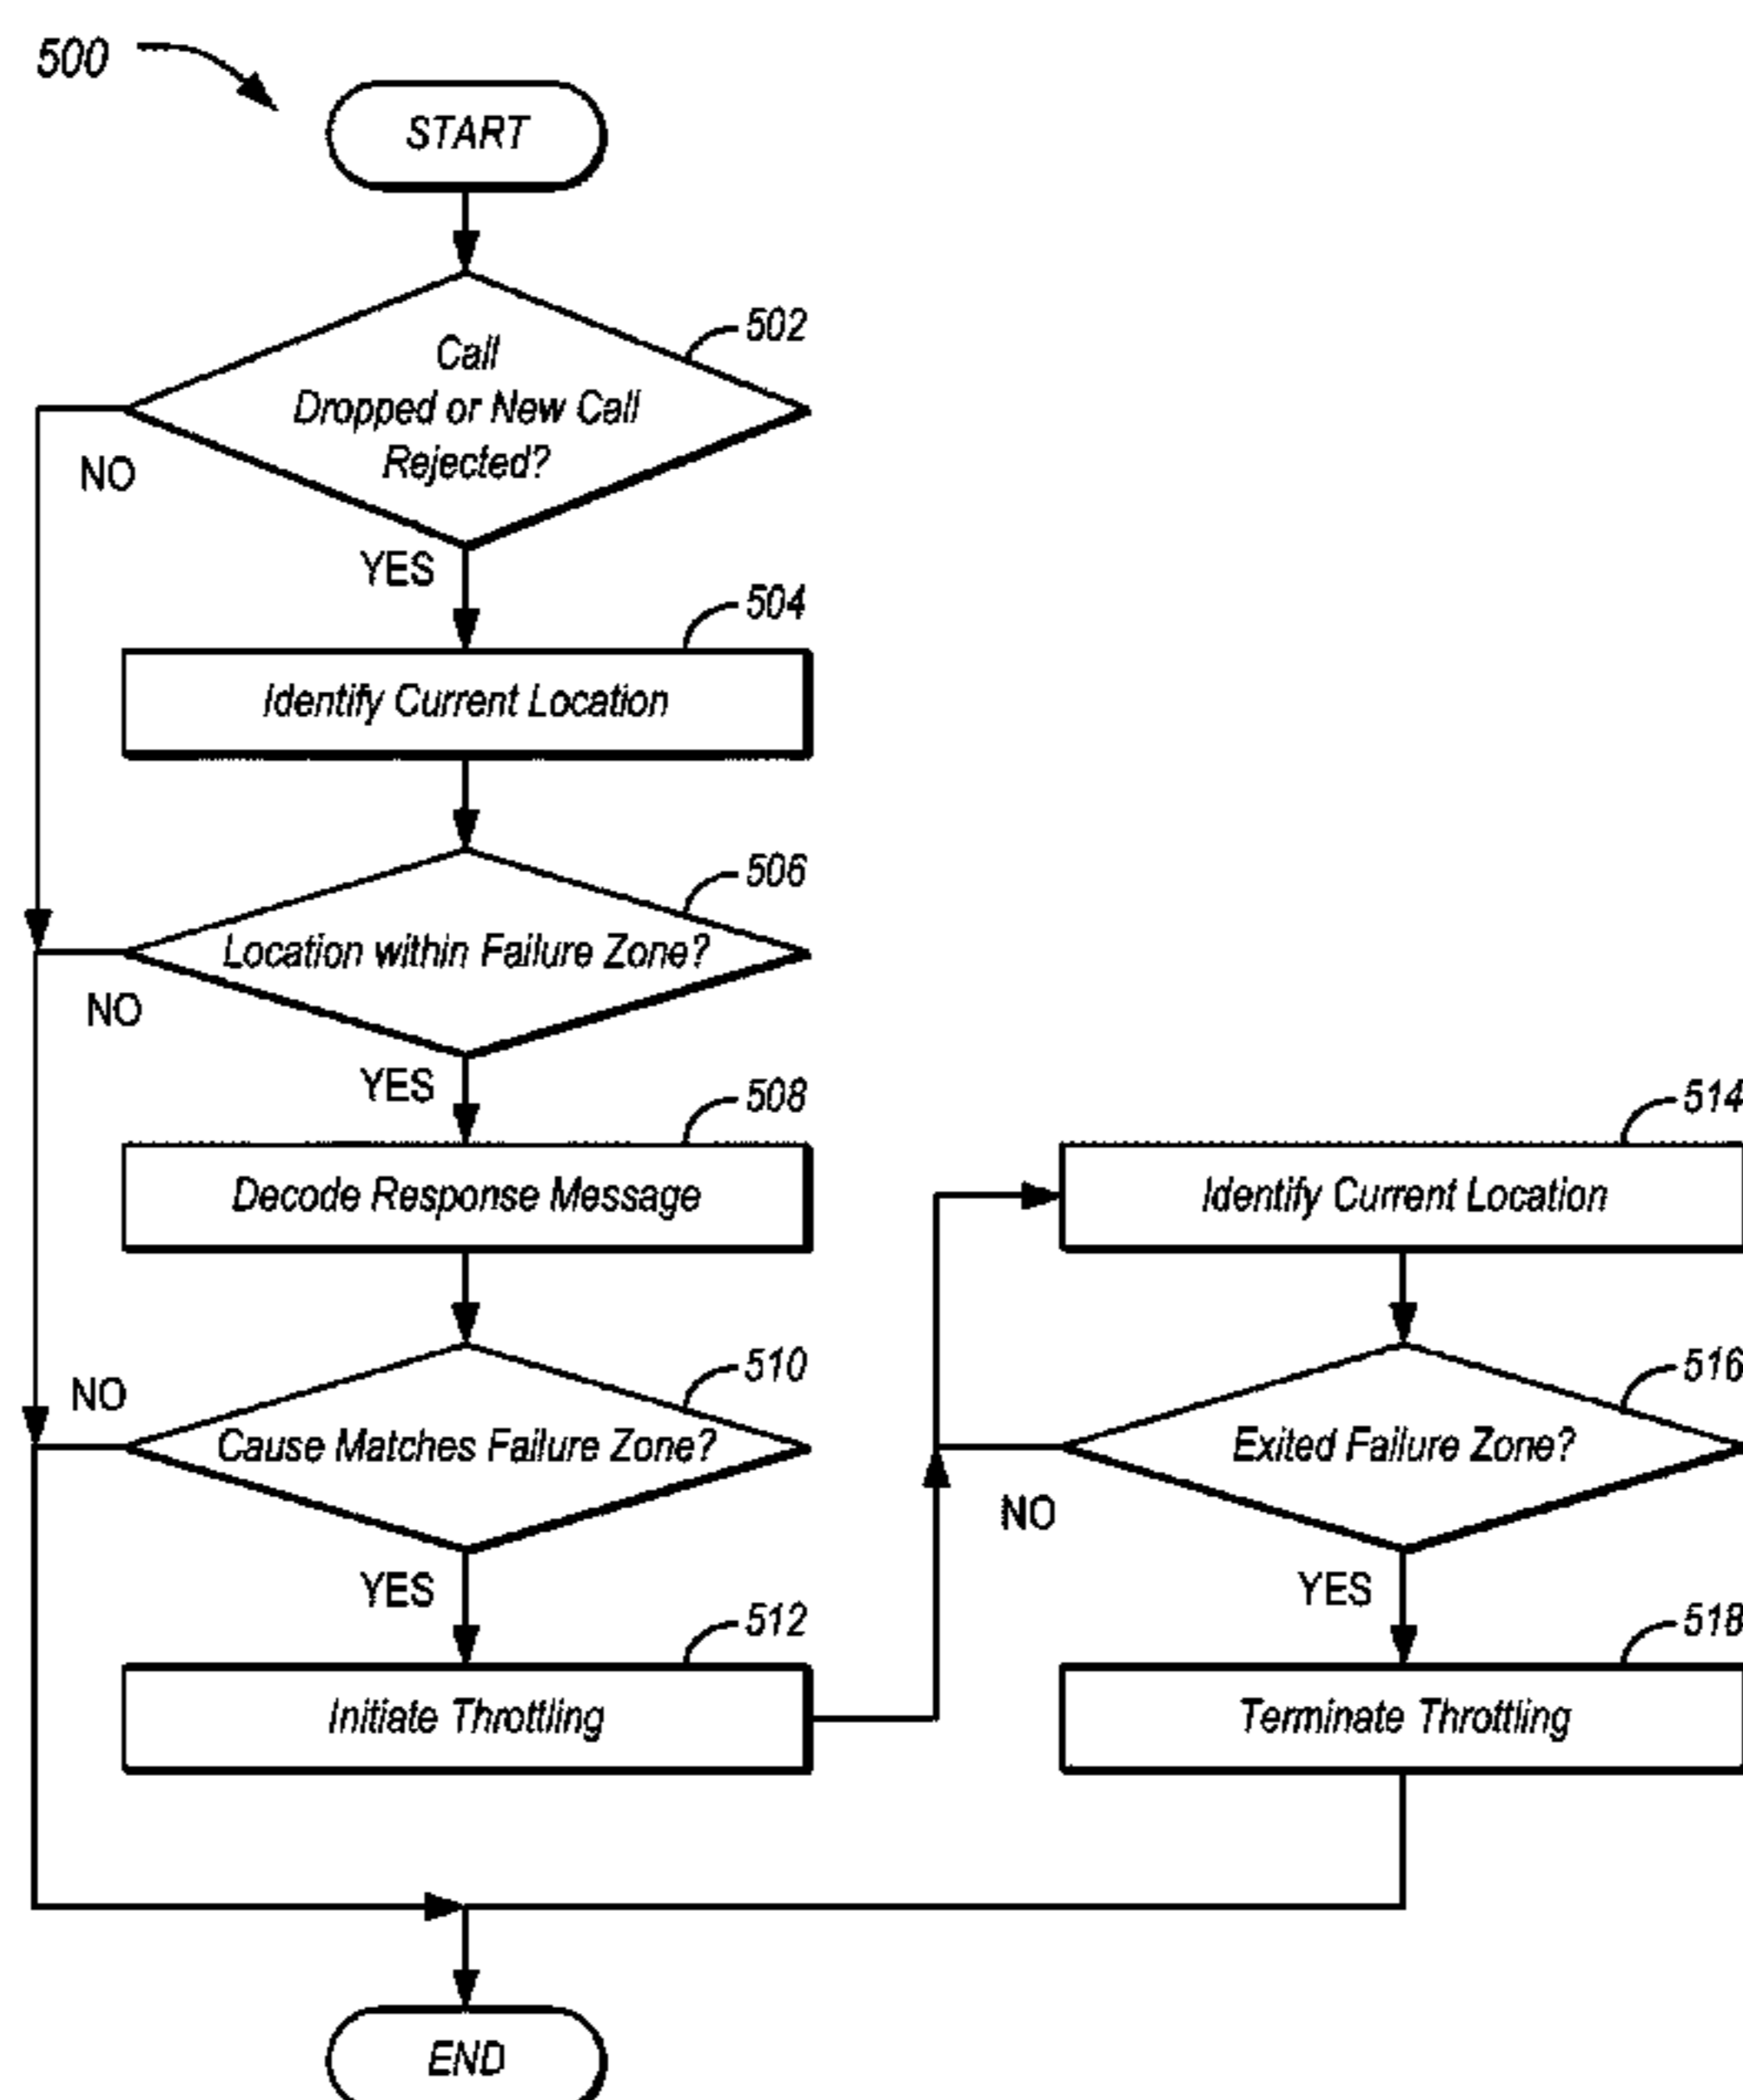 500
START
502
Call
Dropped or New Call
Rejected?
NO
YES
504
Identify Current Location
506
Location within Failure Zone?
NO
YES
508
Decode Response Message
510
NO
Cause Matches Failure Zone?
YES
512
Initiate Throttling
514
Identify Current Location
516
Exited Failure Zone?
NO
YES
518
Terminate Throttling
END